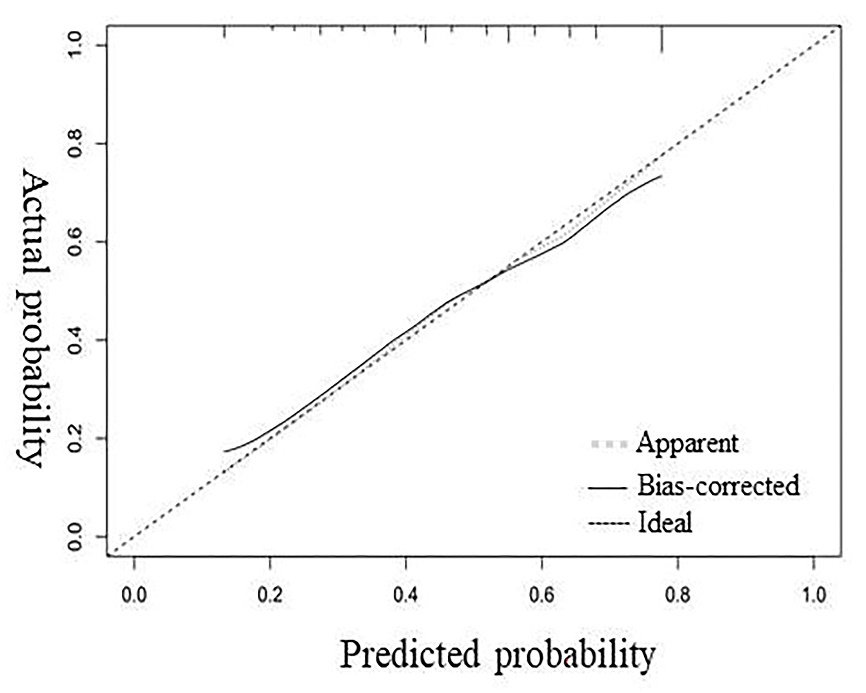 1.0
0.8
0.6
0.4
0.2
0.0
Actual probability
Apparent
Bias-corrected
Ideal
0.0 0.2 0.4 0.6 0.8 1.0
Predicted probability